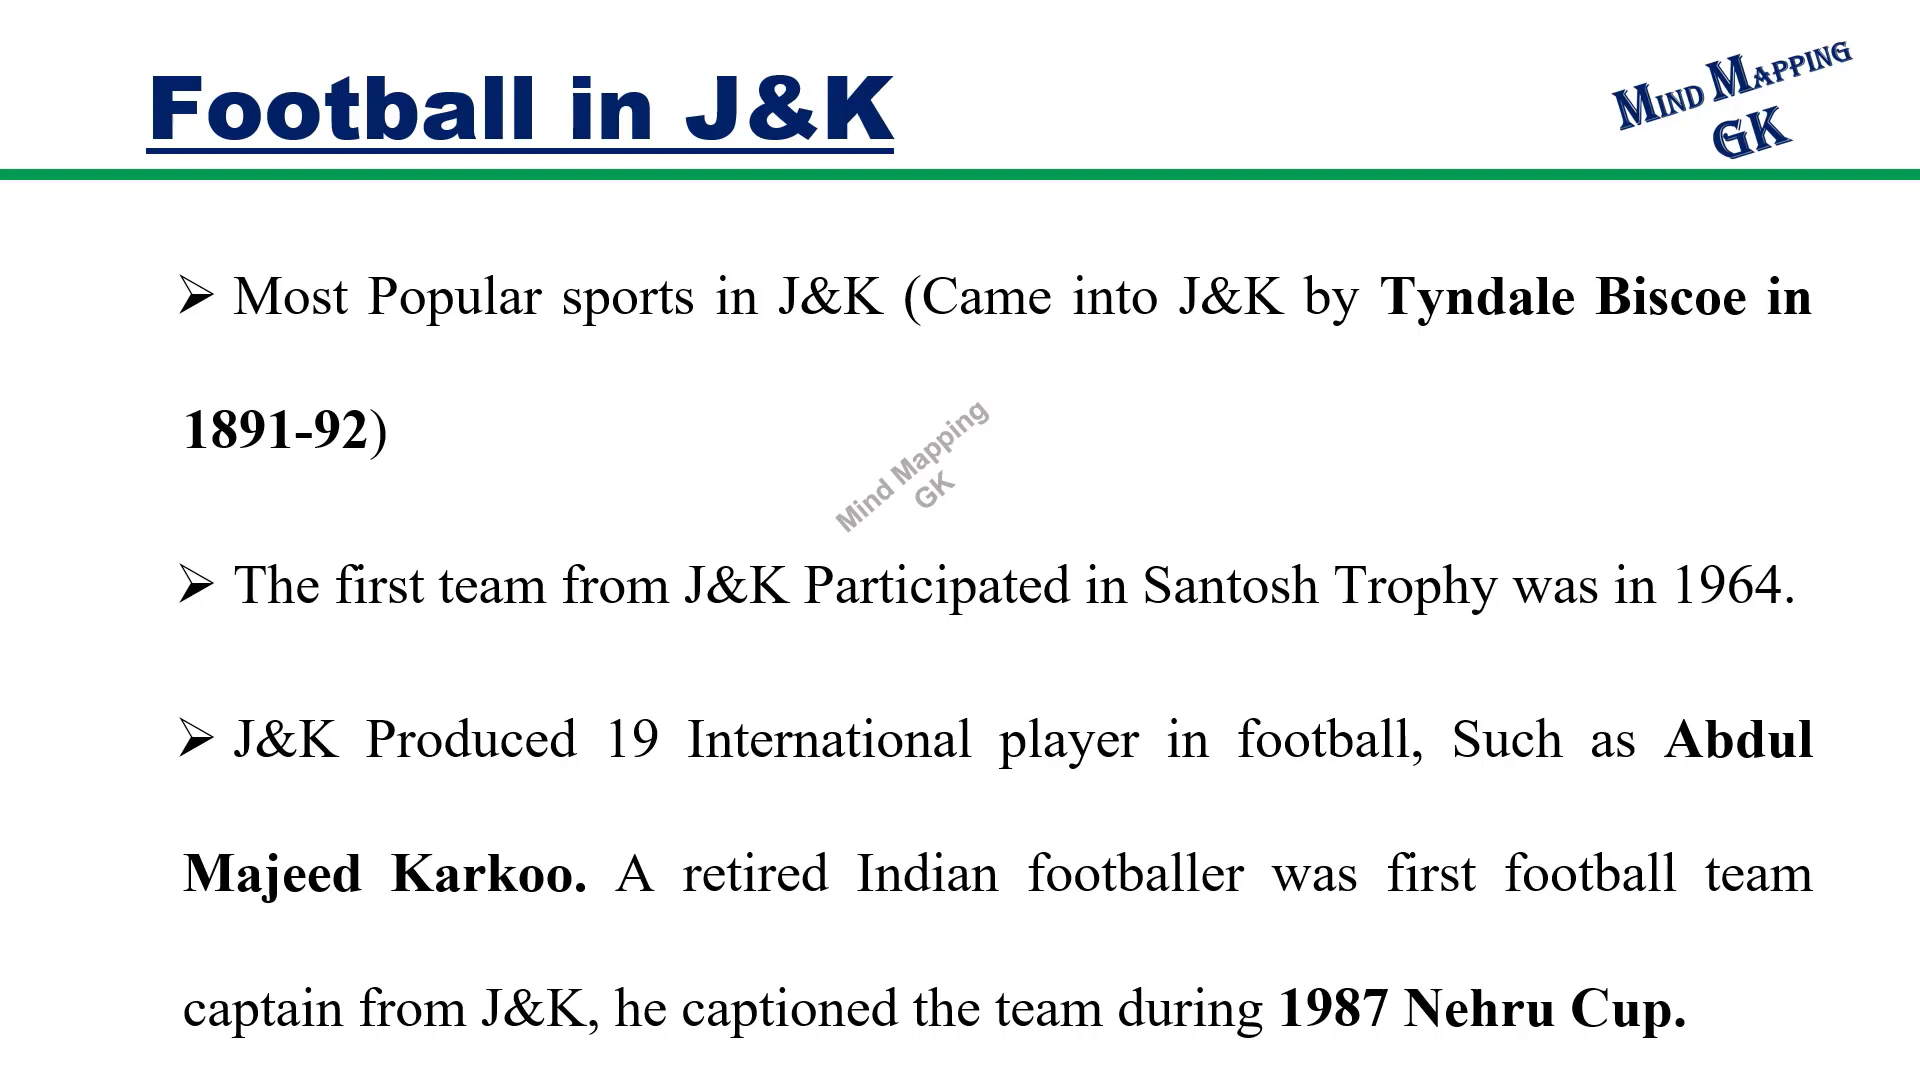 Football in J&K
Mind Mapping
GK
➢ Most Popular sports in J&K (Came into J&K by Tyndale Biscoe in
1891-92)
Mind Mapping
GK
➢ The first team from J&K Participated in Santosh Trophy was in 1964.
➢ J&K Produced 19 International player in football, Such as Abdul
Majeed Karkoo. A retired Indian footballer was first football team
captain from J&K, he captioned the team during 1987 Nehru Cup.